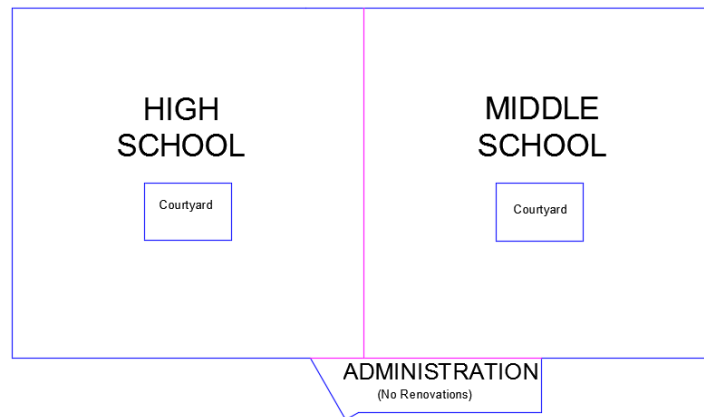 HIGH
SCHOOL
MIDDLE
SCHOOL
Courtyard
Courtyard
ADMINISTRATION
(No Renovations)